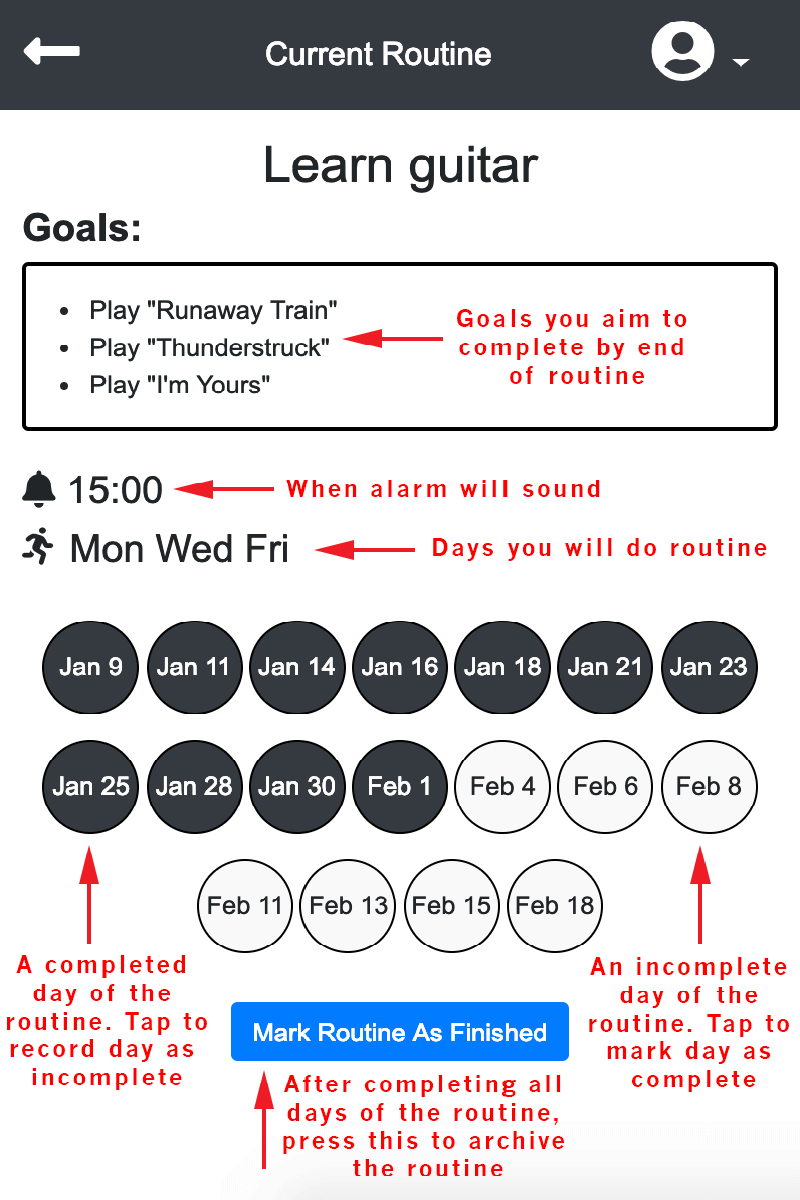 Current Routine
Learn guitar
Goals:
Play "Runaway Train"
Play "Thunderstruck"
Play "I'm Yours"
Goals you aim to
complete by end
of routine
15:00
When alarm will sound
Mon Wed Fri
Days you will do routine
Jan 9 Jan 11 Jan 14 Jan 16 Jan 18 Jan 21 Jan 23
Jan 25 Jan 28 Jan 30 Feb 1 Feb 4 Feb 6 Feb 8
Feb 11 Feb 13 Feb 15 Feb 18
A completed
day of the
routine. Tap to
record day as
incomplete
An incomplete
day of the
routine. Tap to
mark day as
complete
Mark Routine As Finished
After completing all
days of the routine,
press this to archive
the routine